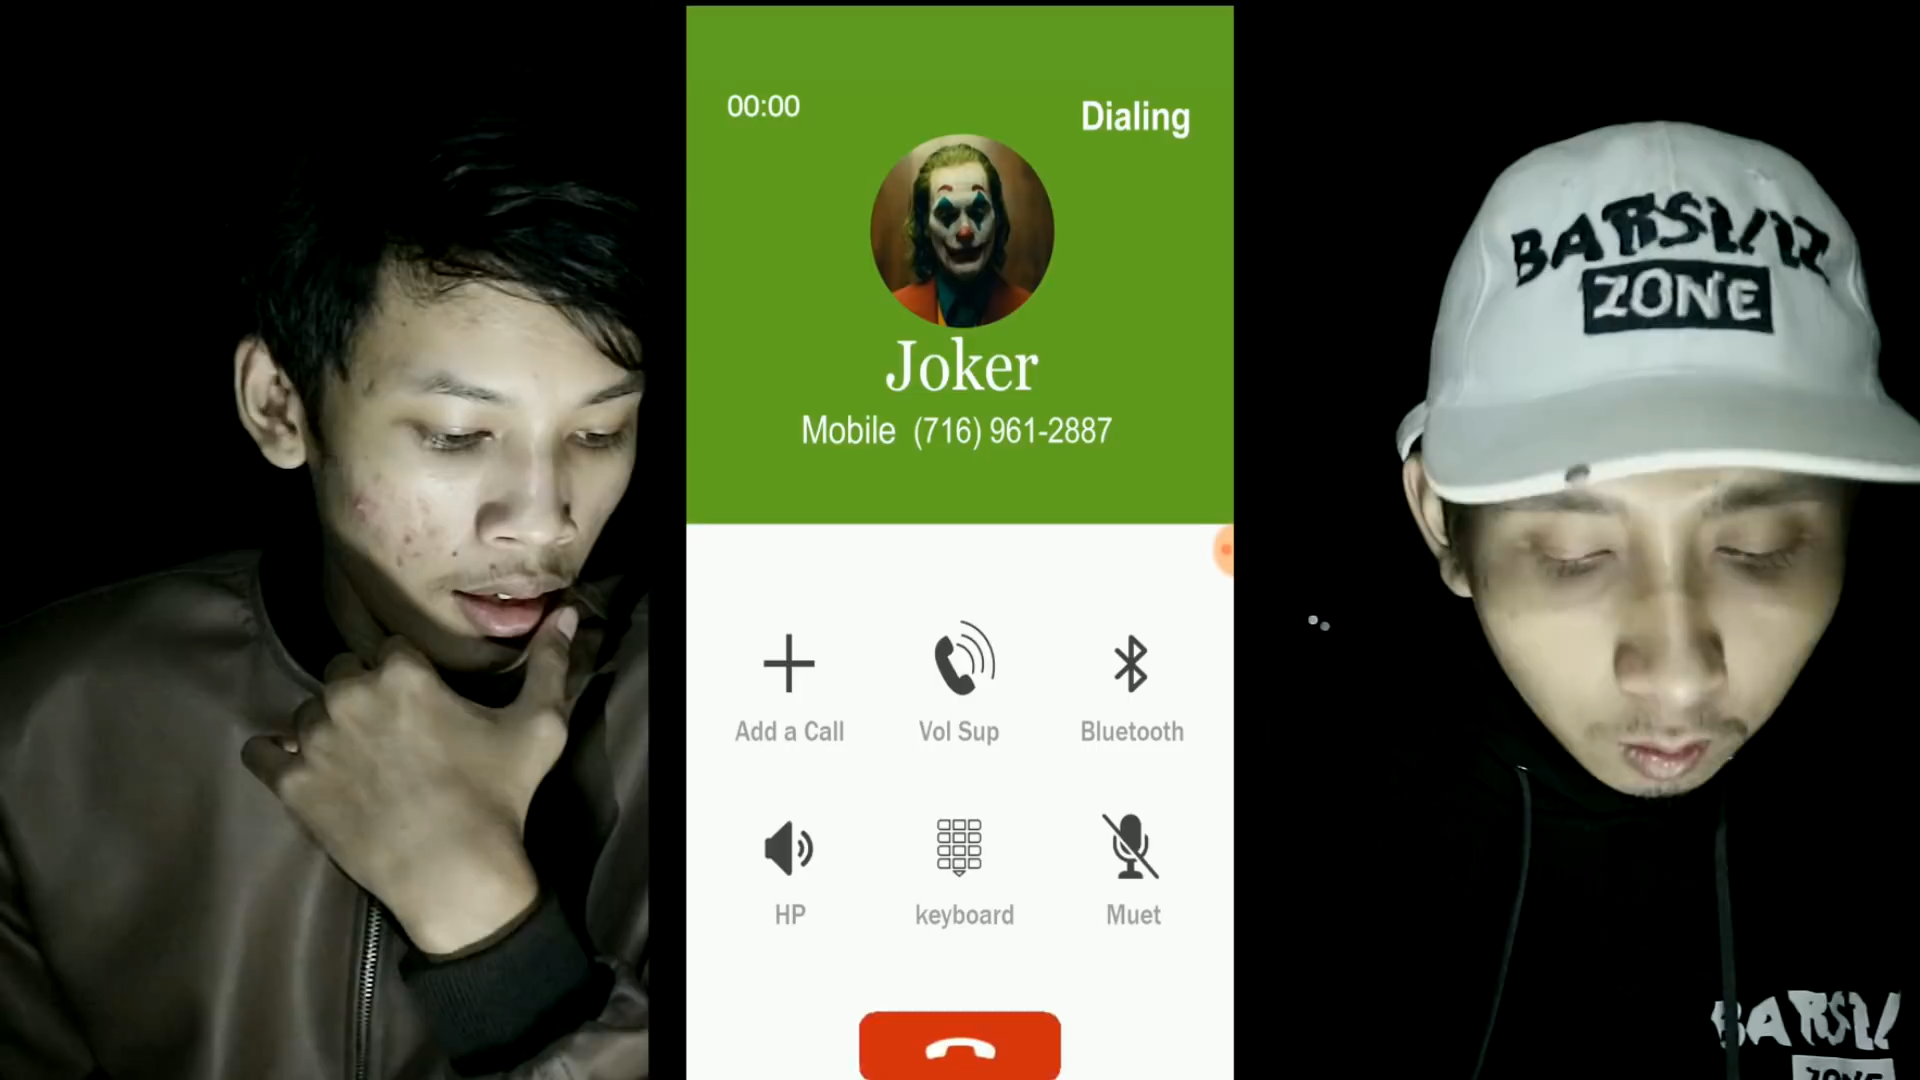 00:00
Dialing
Joker
Mobile (716) 961-2887
Add a Call
Vol Sup
Bluetooth
HP
keyboard
Muet
ZONE